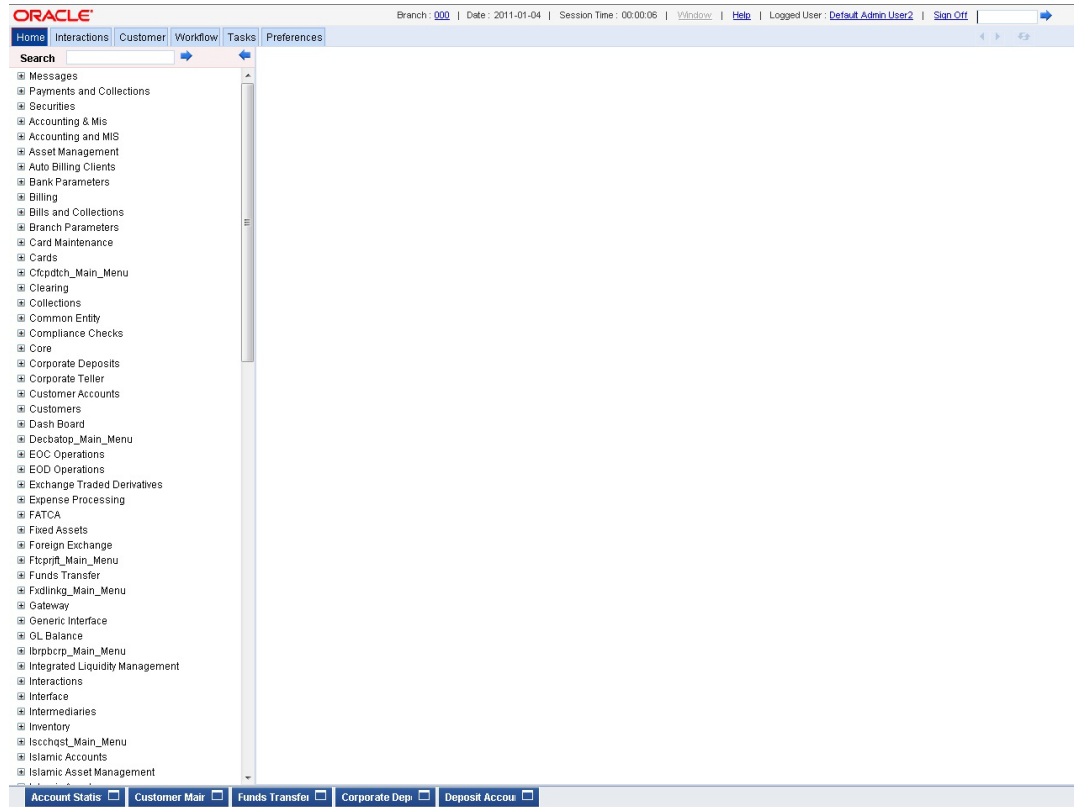 ORACLE
Branch : 000 | Date : 2011-01-04 | Session Time : 00:00:06 | Window | Help | Logged User : Default Admin User2 | Sign Off
Home Interactions Customer Workflow Tasks Preferences
Search
Messages
Payments and Collections
Securities
Accounting & Mis
Accounting and MIS
Asset Management
Auto Billing Clients
Bank Parameters
Billing
Bills and Collections
Branch Parameters
Card Maintenance
Cards
Cfcpdtch_Main_Menu
Clearing
Collections
Common Entity
Compliance Checks
Core
Corporate Deposits
Corporate Teller
Customer Accounts
Customers
Dash Board
Decbatop_Main_Menu
EOC Operations
EOD Operations
Exchange Traded Derivatives
Expense Processing
FATCA
Fixed Assets
Foreign Exchange
Ftcprjft_Main_Menu
Funds Transfer
Fxdlinkg_Main_Menu
Gateway
Generic Interface
GL Balance
Ibrpbcrp_Main_Menu
Integrated Liquidity Management
Interactions
Interface
Intermediaries
Inventory
Iscchqst_Main_Menu
Islamic Accounts
Islamic Asset Management
Account Statis Customer Mair Funds Transfei Corporate Dep Deposit Accou